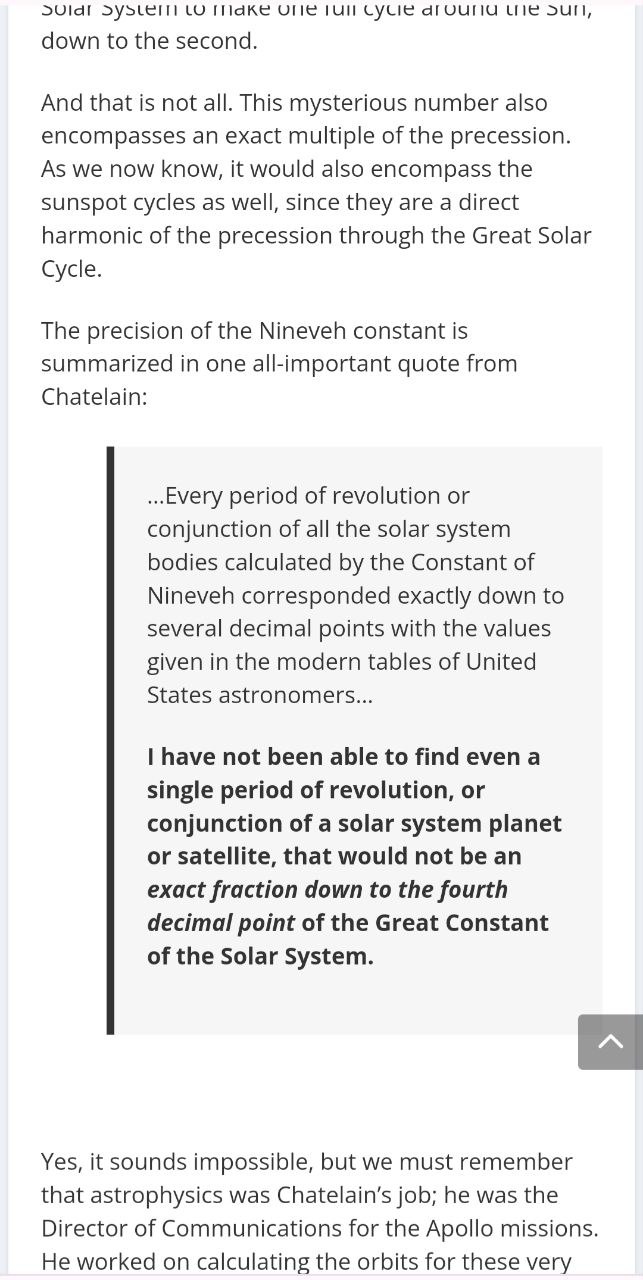 Solar System to make one full cycle around the Sun,
down to the second.
And that is not all. This mysterious number also
encompasses an exact multiple of the precession.
As we now know, it would also encompass the
sunspot cycles as well, since they are a direct
harmonic of the precession through the Great Solar
Cycle.
The precision of the Nineveh constant is
summarized in one all-important quote from
Chatelain:
...Every period of revolution or
conjunction of all the solar system
bodies calculated by the Constant of
Nineveh corresponded exactly down to
several decimal points with the values
given in the modern tables of United
States astronomers...
I have not been able to find even a
single period of revolution, or
conjunction of a solar system planet
or satellite, that would not be an
exact fraction down to the fourth
decimal point of the Great Constant
of the Solar System.
Yes, it sounds impossible, but we must remember
that astrophysics was Chatelain's job; he was the
Director of Communications for the Apollo missions.
He worked on calculating the orbits for these very